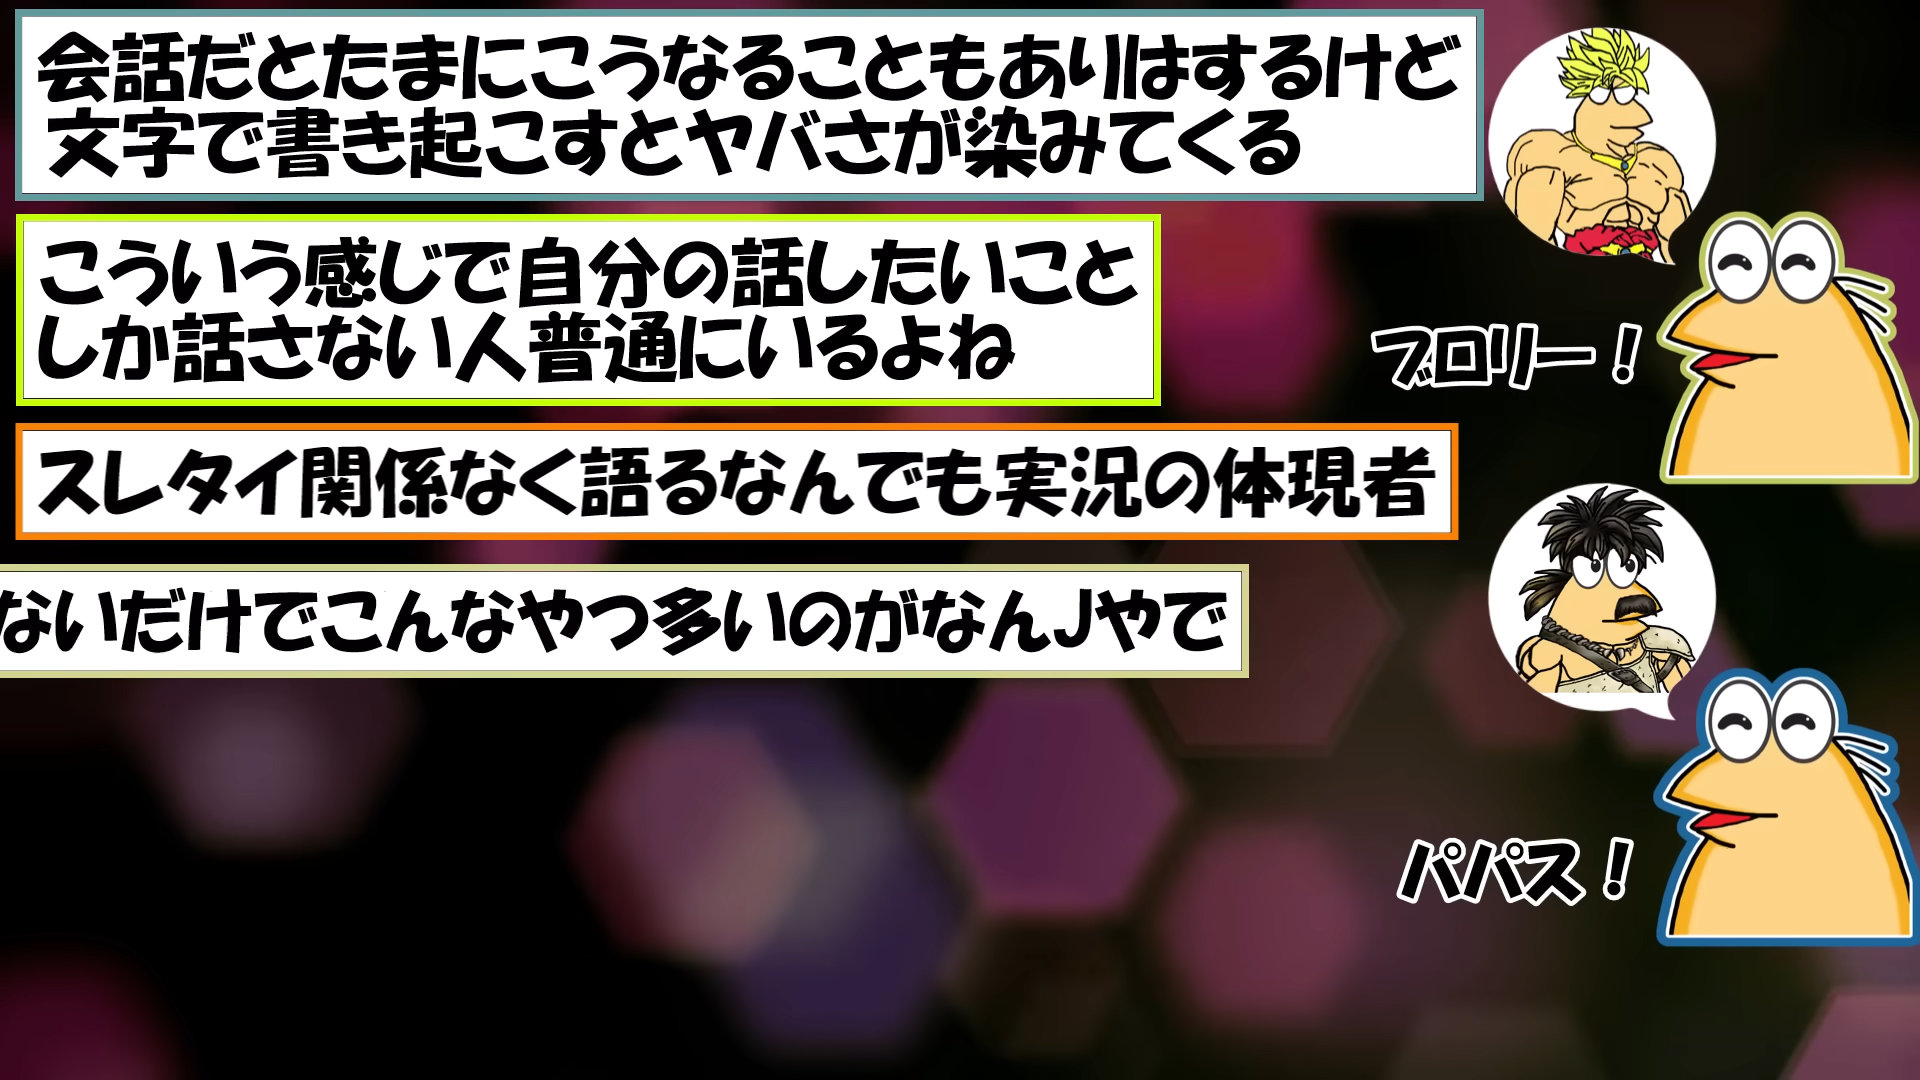 会話だとたまにこうなることもありはするけど
文字で書き起こすとヤバさが染みてくる
こういう感じで自分の話したいこと
しか話さない人普通にいるよね
ブロリー！
スレタイ関係なく語るなんでも実況の体現者
ないだけでこんなやつ多いのがなんJやで
パパス！